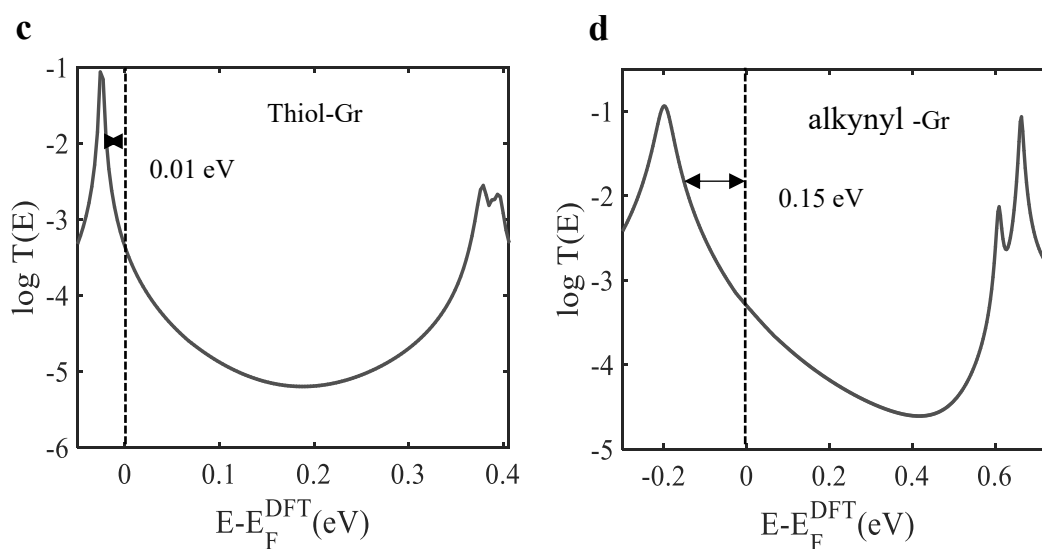 c
-1
-2
-3
-4
-5
-6
log T(E)
Thiol-Gr
0.01 eV
0
0.1
0.2
0.3
0.4
E-E_F^DFT(eV)
d
-1
-2
-3
-4
-5
log T(E)
alkynyl -Gr
0.15 eV
-0.2
0
0.2
0.4
0.6
E-E_F^DFT(eV)